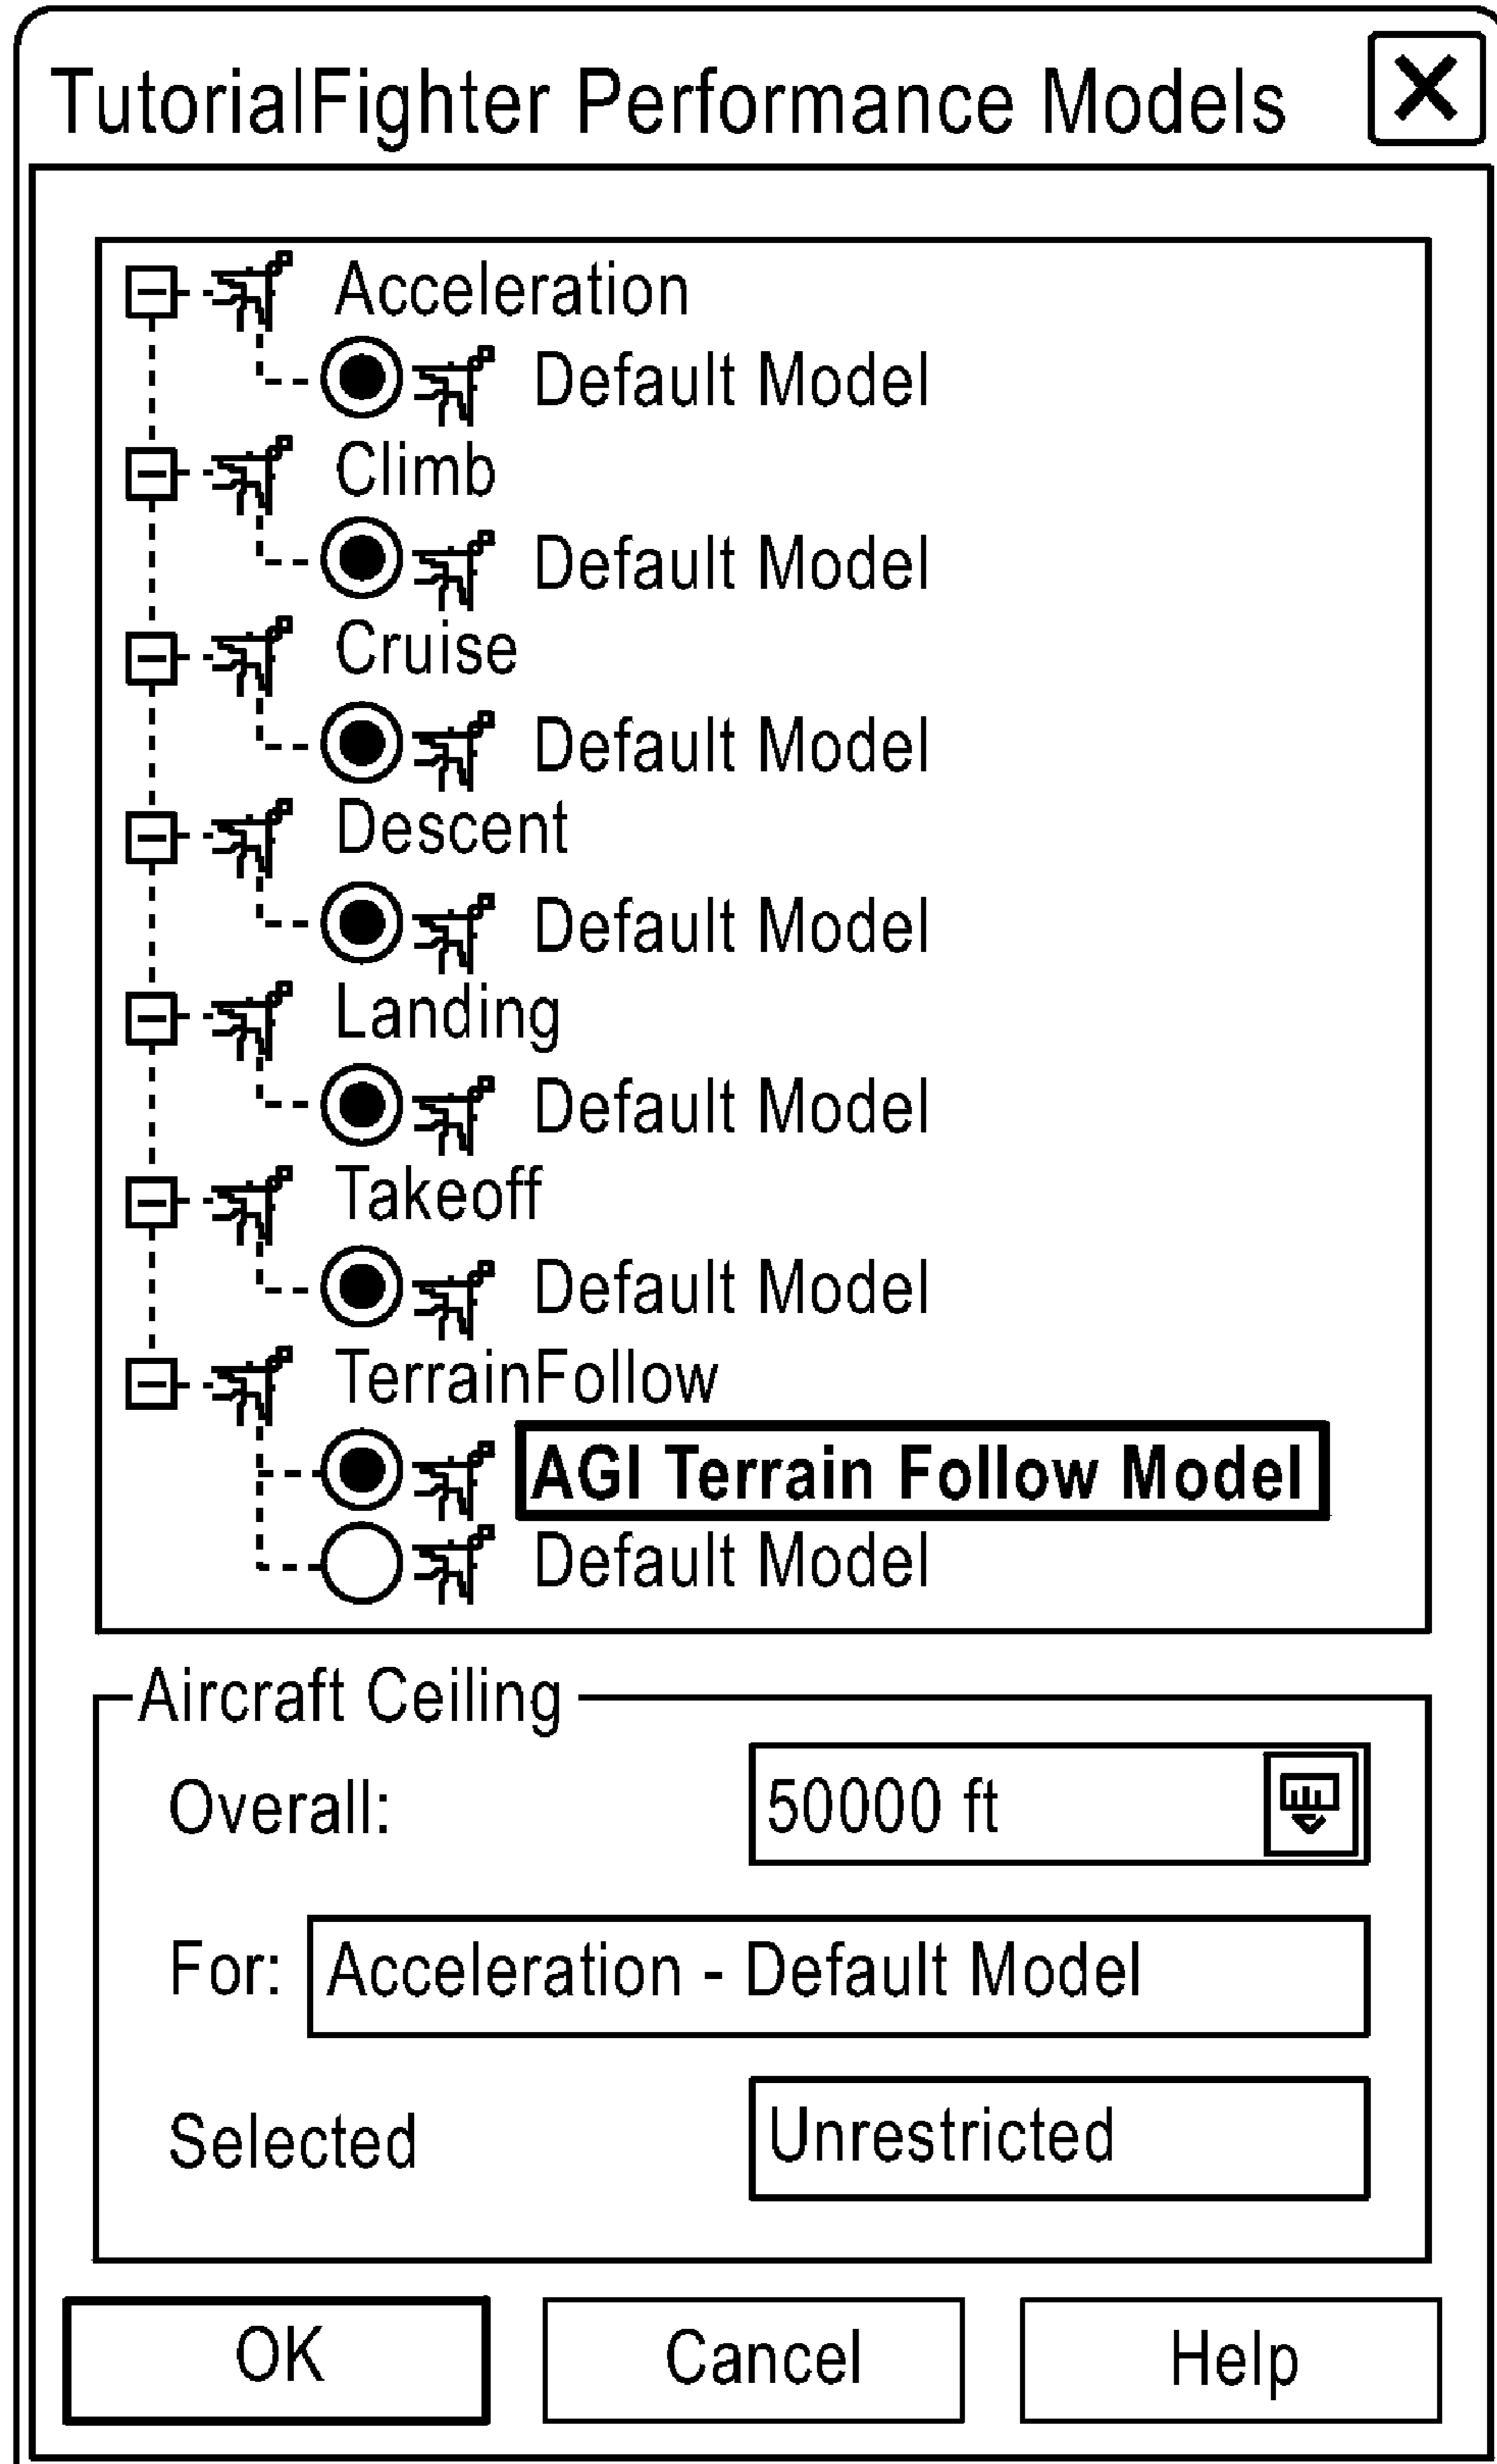 TutorialFighter Performance Models
Acceleration
Default Model
Climb
Default Model
Cruise
Default Model
Descent
Default Model
Landing
Default Model
Takeoff
Default Model
TerrainFollow
AGI Terrain Follow Model
Default Model
Aircraft Ceiling
Overall: 50000 ft
For: Acceleration - Default Model
Selected Unrestricted
OK Cancel Help